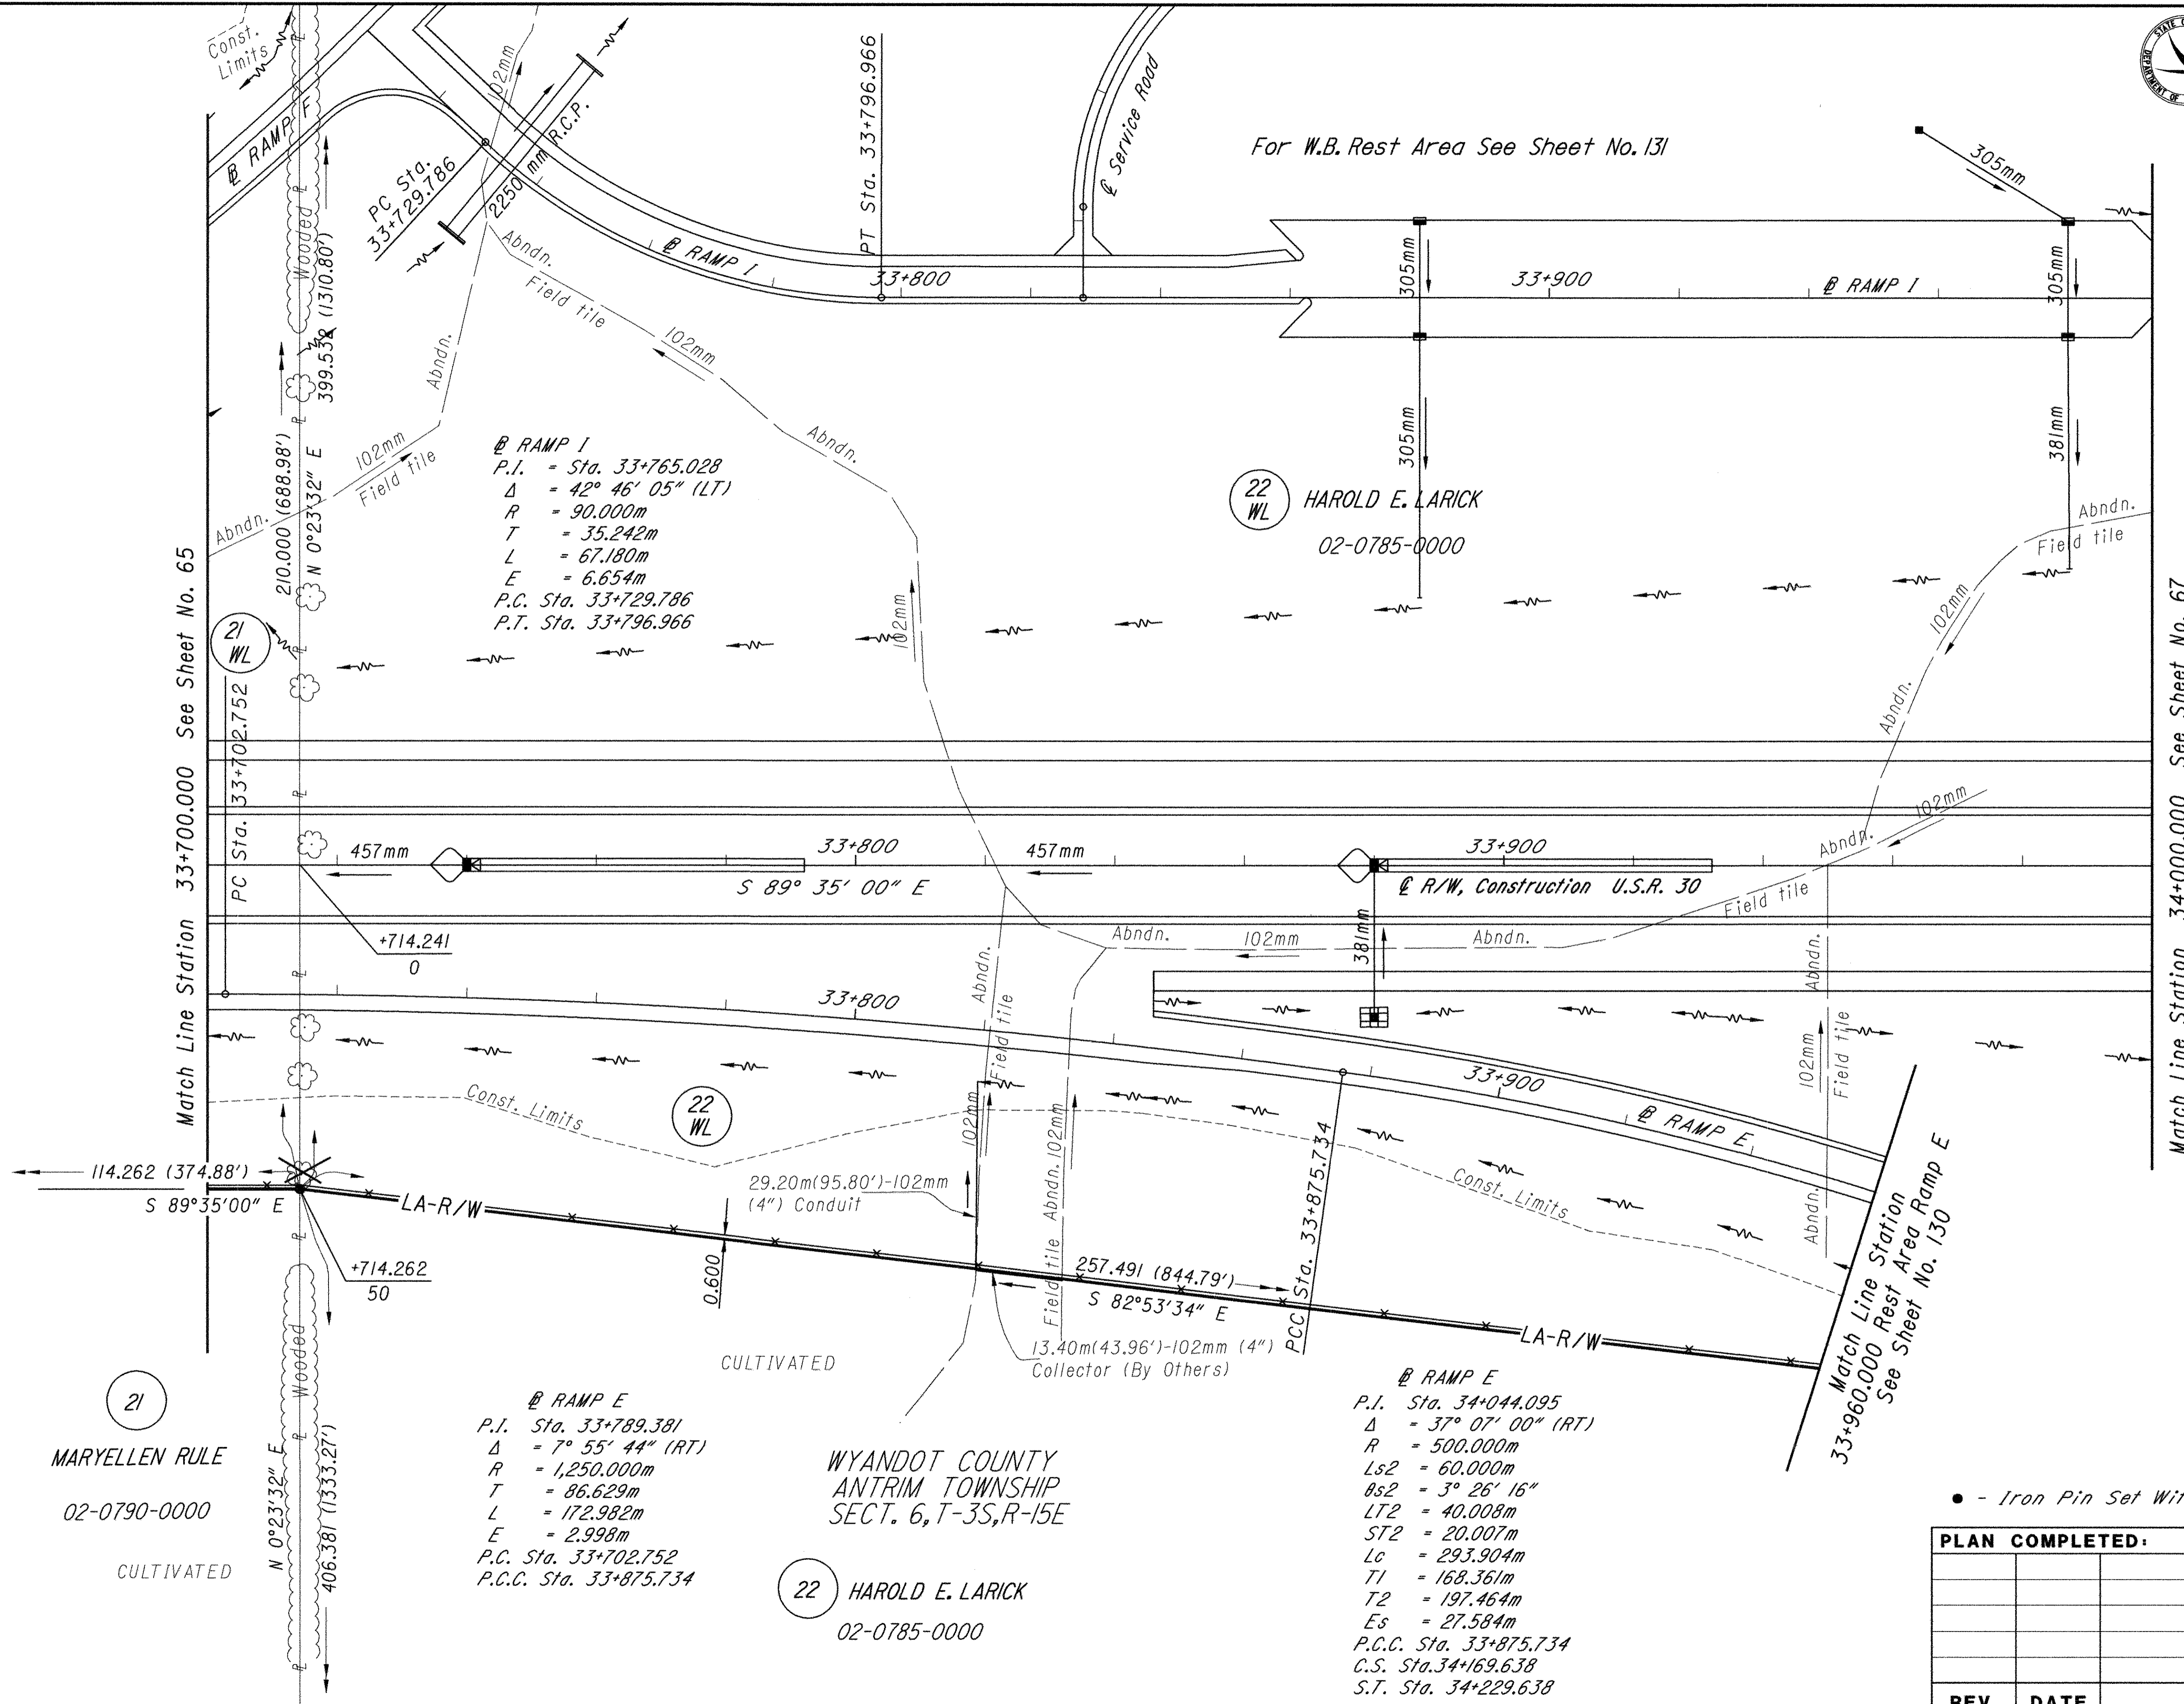 Const.
Limits
℄ RAMP F
Wooded
399.532 (1310.80')
210.000 (688.98')
N 0°23'32" E
PC Sta.
33+729.786
102mm
2250 mm R.C.P.
PT Sta. 33+796.966
℄ Service Road
For W.B. Rest Area See Sheet No. 131
305mm
305mm
305mm
Abndn.
Field tile
102mm
Abndn.
℄ RAMP I
33+800
33+900
℄ RAMP I
305mm
381mm
Abndn.
102mm
Field tile
Abndn.
℄ RAMP I
P.I. = Sta. 33+765.028
Δ = 42° 46' 05" (LT)
R = 90.000m
T = 35.242m
L = 67.180m
E = 6.654m
P.C. Sta. 33+729.786
P.T. Sta. 33+796.966
22
WL
HAROLD E. LARICK
02-0785-0000
Abndn.
Field tile
102mm
Abndn.
102mm
Match Line Station 33+700.000 See Sheet No. 65
21
WL
PC Sta. 33+702.752
102mm
Abndn.
457mm
33+800
457mm
33+900
S 89° 35' 00" E
℄ R/W, Construction U.S.R. 30
Field tile
+714.241
0
Abndn.
102mm
Abndn.
381mm
Abndn.
Field tile
Abndn.
102mm
Field tile
Abndn.
33+800
33+900
℄ RAMP E
Const. Limits
22
WL
102mm
Field tile Abndn. 102mm
PCC Sta. 33+875.734
Const. Limits
114.262 (374.88')
S 89°35'00" E
LA-R/W
29.20m(95.80')-102mm
(4") Conduit
+714.262
50
0.600
257.491 (844.79')
S 82°53'34" E
LA-R/W
13.40m(43.96')-102mm (4")
Collector (By Others)
Match Line Station
33+960.000 Rest Area Ramp E
See Sheet No. 130
Match Line Station 34+000.000 See Sheet No. 67
CULTIVATED
Wooded
N 0°23'32" E
406.381 (1333.27')
21
MARYELLEN RULE
02-0790-0000
CULTIVATED
℄ RAMP E
P.I. Sta. 33+789.381
Δ = 7° 55' 44" (RT)
R = 1,250.000m
T = 86.629m
L = 172.982m
E = 2.998m
P.C. Sta. 33+702.752
P.C.C. Sta. 33+875.734
WYANDOT COUNTY
ANTRIM TOWNSHIP
SECT. 6, T-3S, R-15E
22
HAROLD E. LARICK
02-0785-0000
℄ RAMP E
P.I. Sta. 34+044.095
Δ = 37° 07' 00" (RT)
R = 500.000m
Ls2 = 60.000m
θs2 = 3° 26' 16"
LT2 = 40.008m
ST2 = 20.007m
Lc = 293.904m
T1 = 168.361m
T2 = 197.464m
Es = 27.584m
P.C.C. Sta. 33+875.734
C.S. Sta.34+169.638
S.T. Sta. 34+229.638
● - Iron Pin Set
PLAN COMPLETED:
REV. DATE